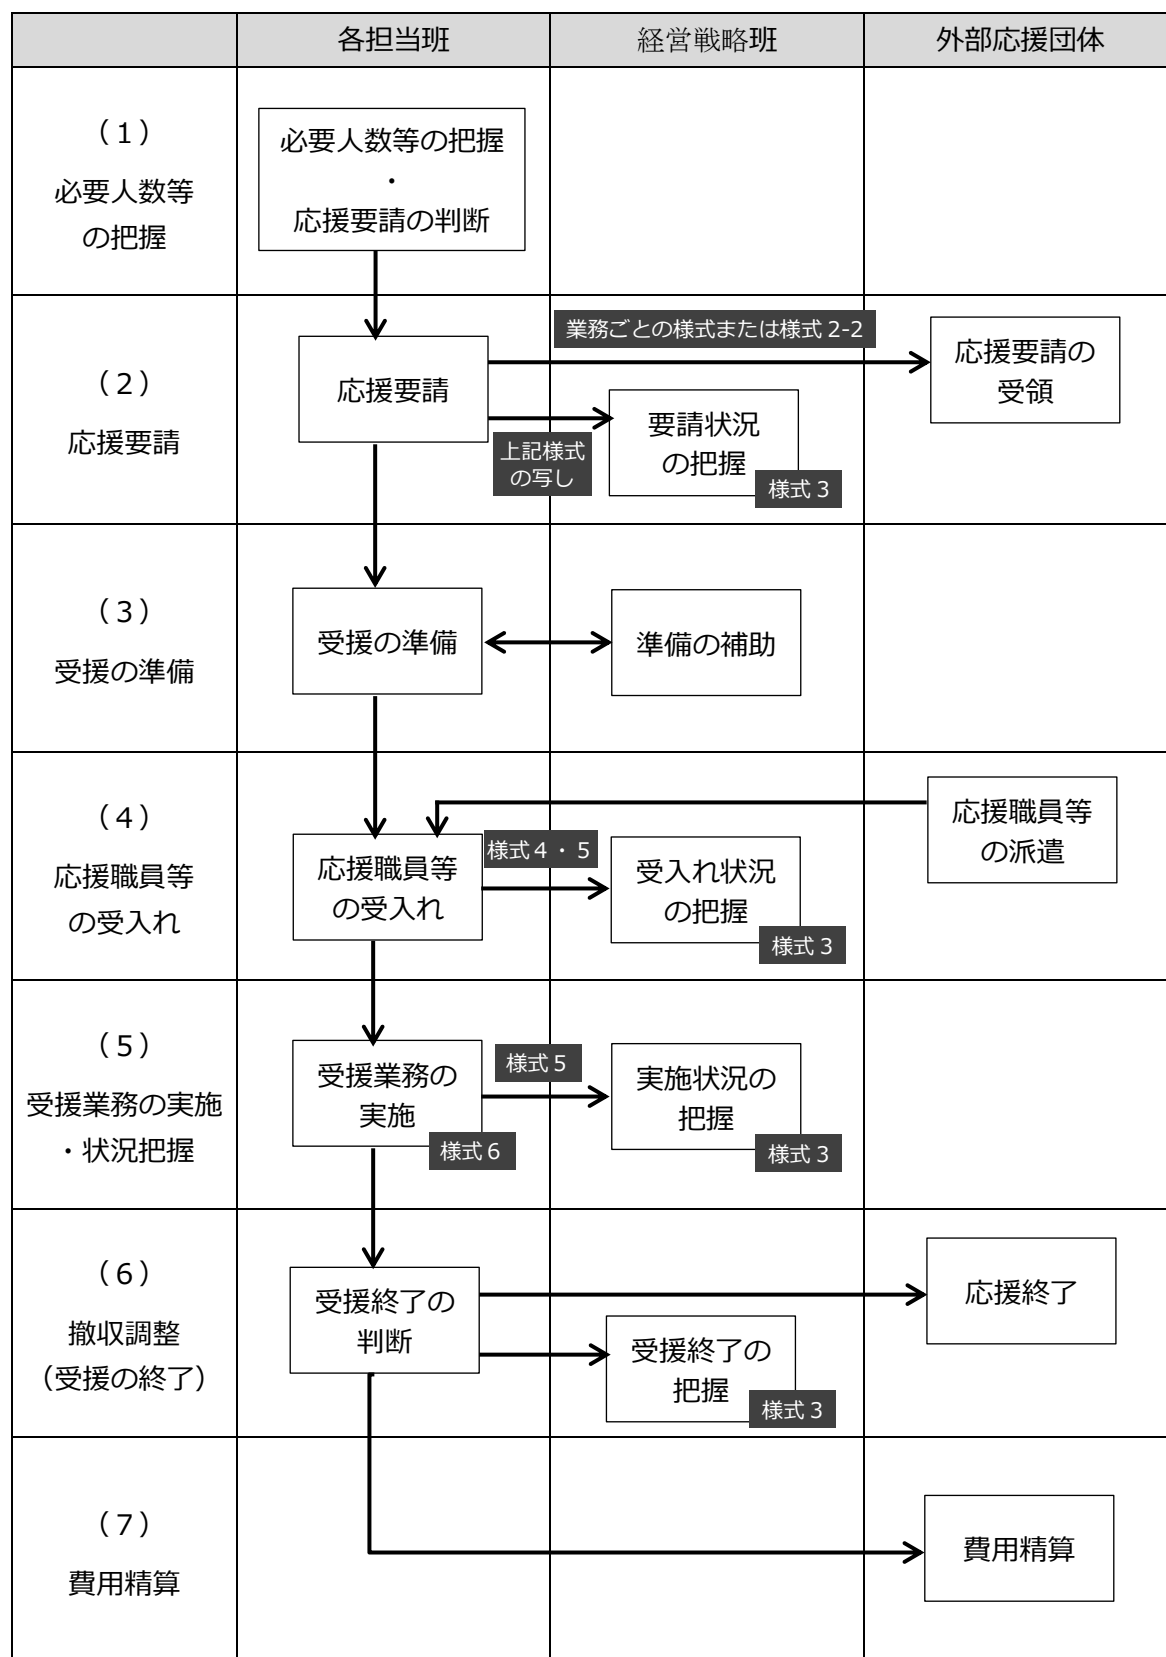 各担当班
経営戦略班
外部応援団体
（１）
必要人数等
の把握
必要人数等の把握
・
応援要請の判断
（２）
応援要請
応援要請
業務ごとの様式または様式 2-2
応援要請の
受領
上記様式
の写し
要請状況
の把握
様式３
（３）
受援の準備
受援の準備
準備の補助
（４）
応援職員等
の受入れ
応援職員等
の受入れ
様式４・５
受入れ状況
の把握
様式３
応援職員等
の派遣
（５）
受援業務の実施
・状況把握
受援業務の
実施
様式６
様式５
実施状況の
把握
様式３
（６）
撤収調整
（受援の終了）
受援終了の
判断
受援終了の
把握
様式３
応援終了
（７）
費用精算
費用精算